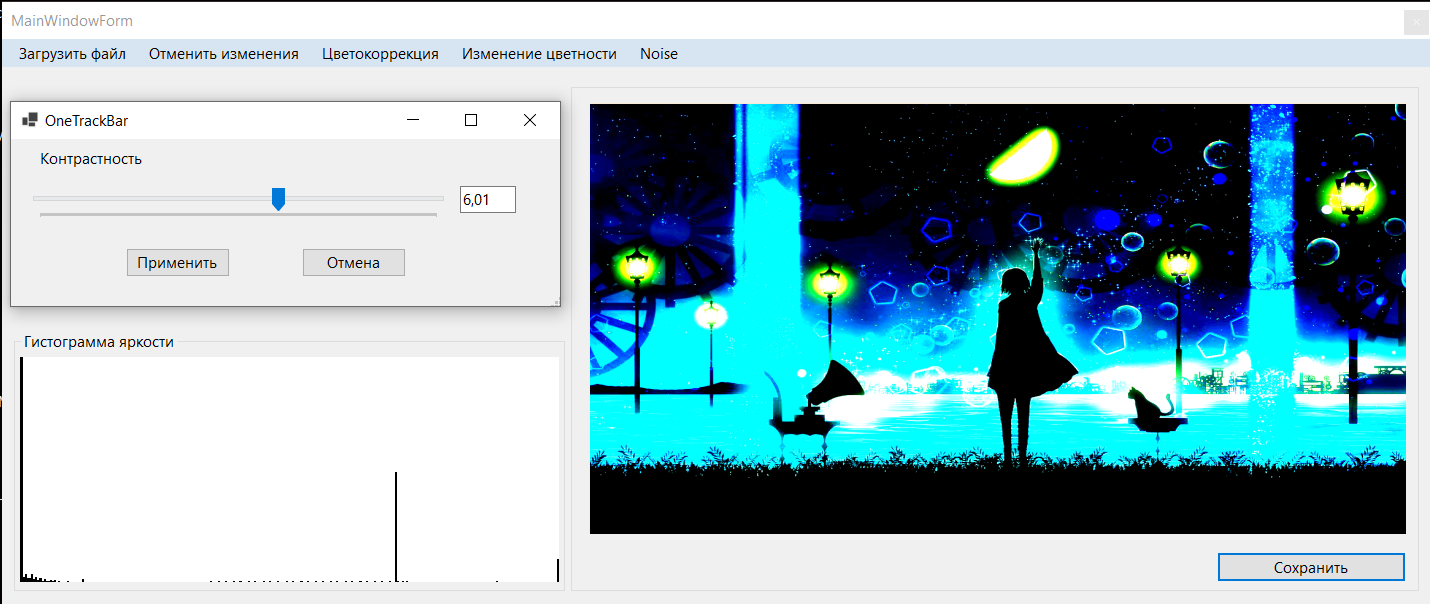 MainWindowForm
Загрузить файл Отменить изменения Цветокоррекция Изменение цветности Noise
OneTrackBar
Контрастность
6,01
Применить Отмена
Гистограмма яркости
Сохранить